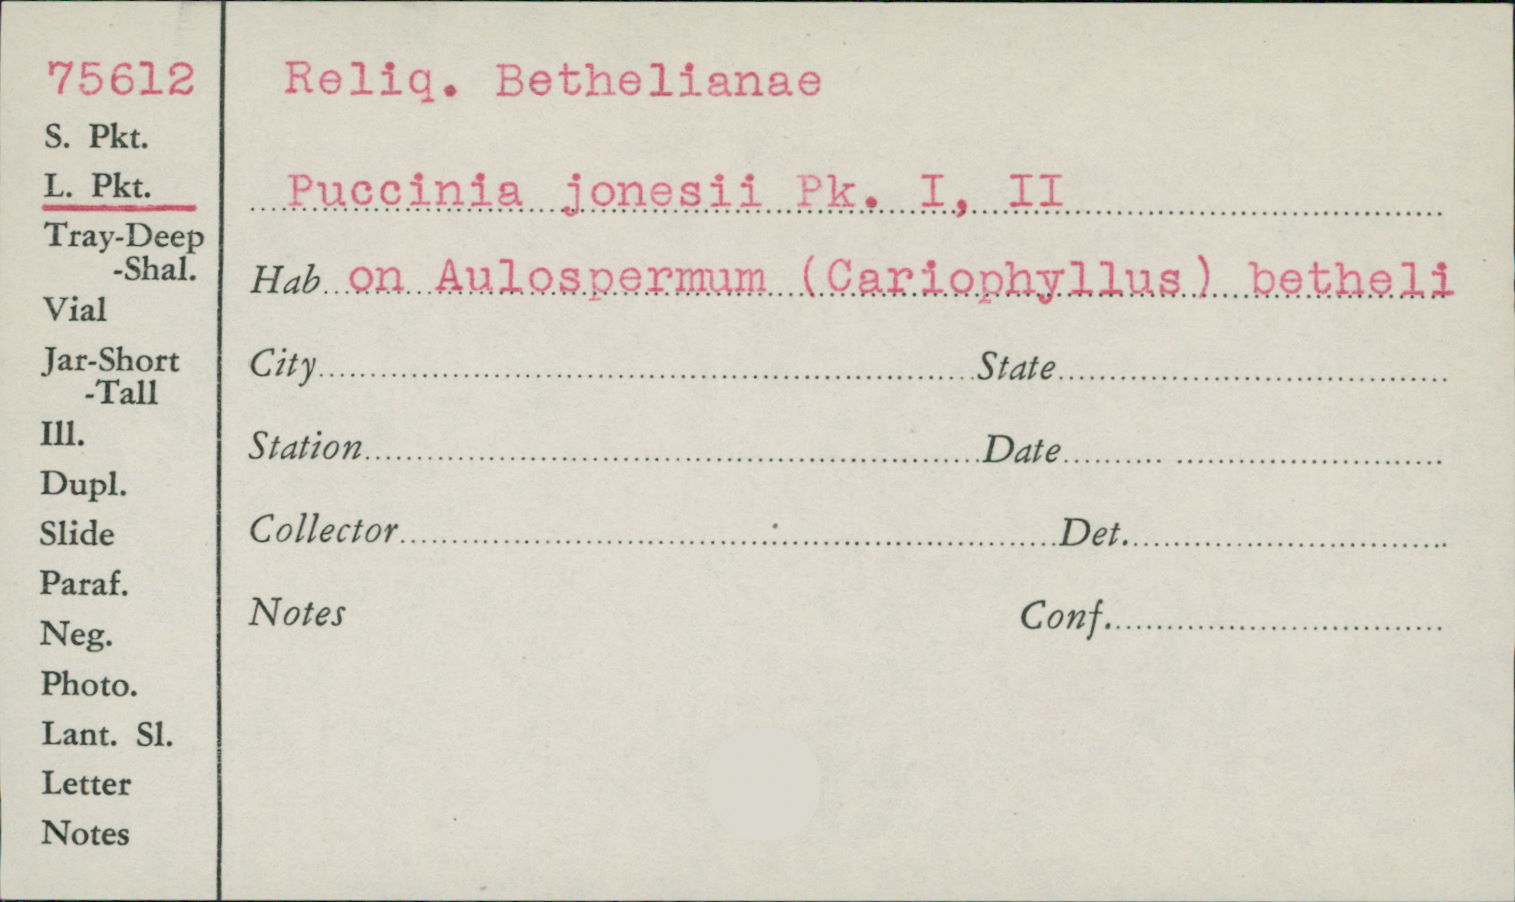 75612
Reliq. Bethelianae
S. Pkt.
L. Pkt.
Puccinia jonesii Pk. I, II
Tray-Deep
-Shal.
Hab. on Aulospermum (Cariophyllus) betheli
Vial
Jar-Short
-Tall
City
State
Ill.
Station
Date
Dupl.
Slide
Collector
Det.
Paraf.
Notes
Conf.
Neg.
Photo.
Lant. Sl.
Letter
Notes